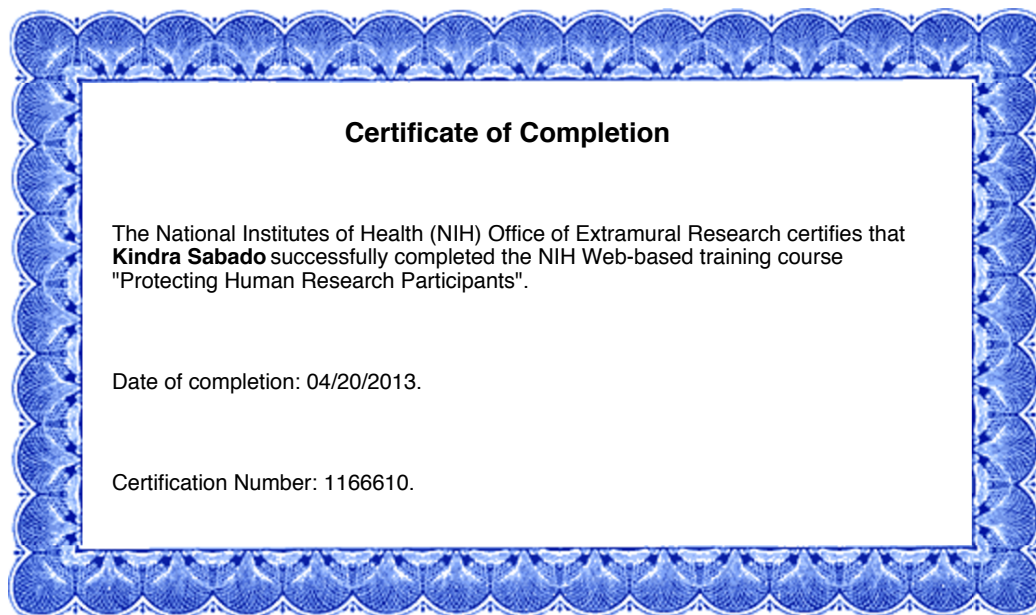 Certificate of Completion
The National Institutes of Health (NIH) Office of Extramural Research certifies that
Kindra Sabado successfully completed the NIH Web-based training course
"Protecting Human Research Participants".
Date of completion: 04/20/2013.
Certification Number: 1166610.